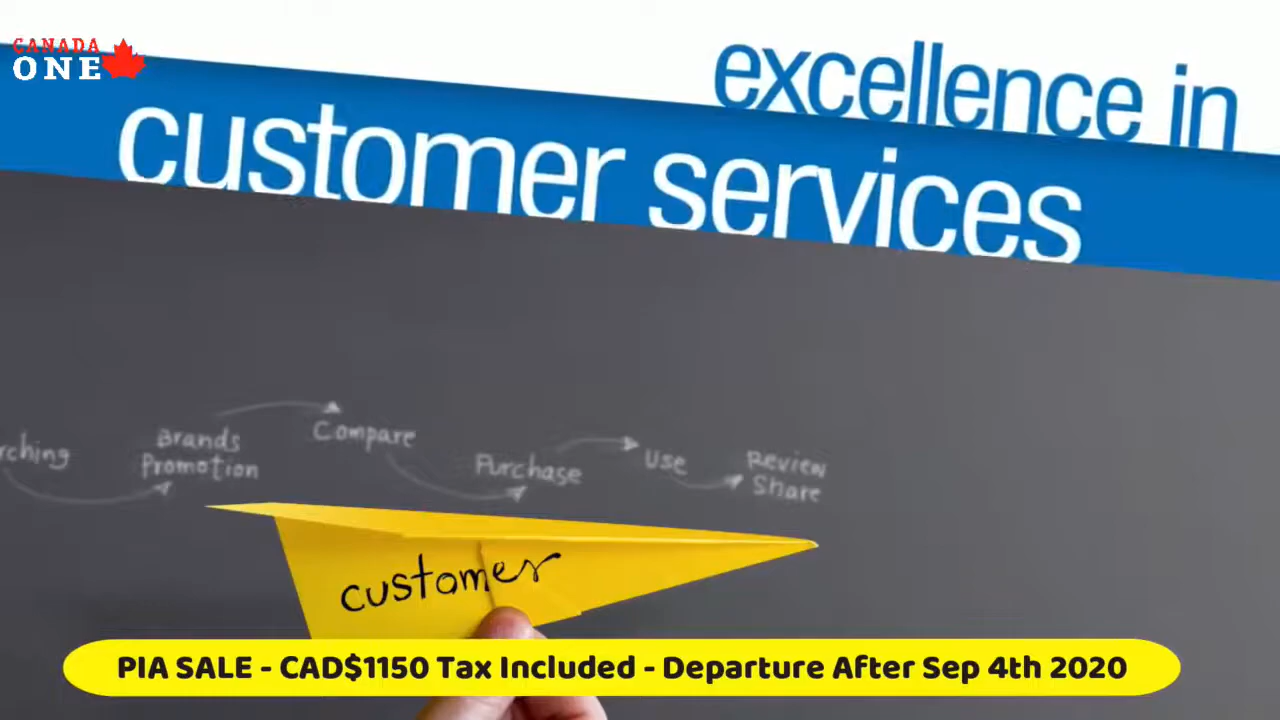 CANADA
ONE
excellence in
customer services
rching
Brands
Promotion
Compare
Purchase
Use
Review
Share
customer
PIA SALE - CAD$1150 Tax Included - Departure After Sep 4th 2020